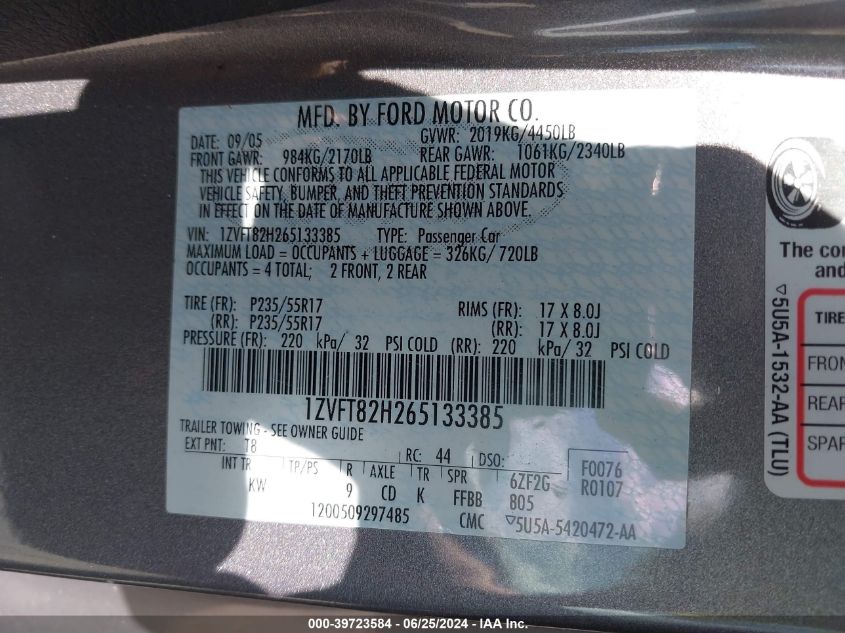 MFD. BY FORD MOTOR CO.
DATE: 09/05 GVWR: 2019KG/4450LB
FRONT GAWR: 984KG/2170LB REAR GAWR: 1061KG/2340LB
THIS VEHICLE CONFORMS TO ALL APPLICABLE FEDERAL MOTOR
VEHICLE SAFETY, BUMPER, AND THEFT PREVENTION STANDARDS
IN EFFECT ON THE DATE OF MANUFACTURE SHOWN ABOVE.
VIN: 1ZVFT82H265133385 TYPE: Passenger Car
MAXIMUM LOAD = OCCUPANTS + LUGGAGE = 326KG/ 720LB
OCCUPANTS = 4 TOTAL; 2 FRONT, 2 REAR
TIRE (FR): P235/55R17 RIMS (FR): 17 X 8.0J
(RR): P235/55R17 (RR): 17 X 8.0J
PRESSURE (FR): 220 kPa/ 32 PSI COLD (RR): 220 kPa/ 32 PSI COLD
1ZVFT82H265133385
TRAILER TOWING - SEE OWNER GUIDE
EXT PNT: T8 RC: 44 DSO: F0076
INT TR TP/PS R AXLE TR SPR 6ZF2G R0107
KW 9 CD K FFBB 805
1200509297485 CMC ▽5U5A-5420472-AA
▽5U5A-1532-AA (TLU)
The co
and
TIRE
FRON
REAR
SPAR
000-39723584 - 06/25/2024 - IAA Inc.